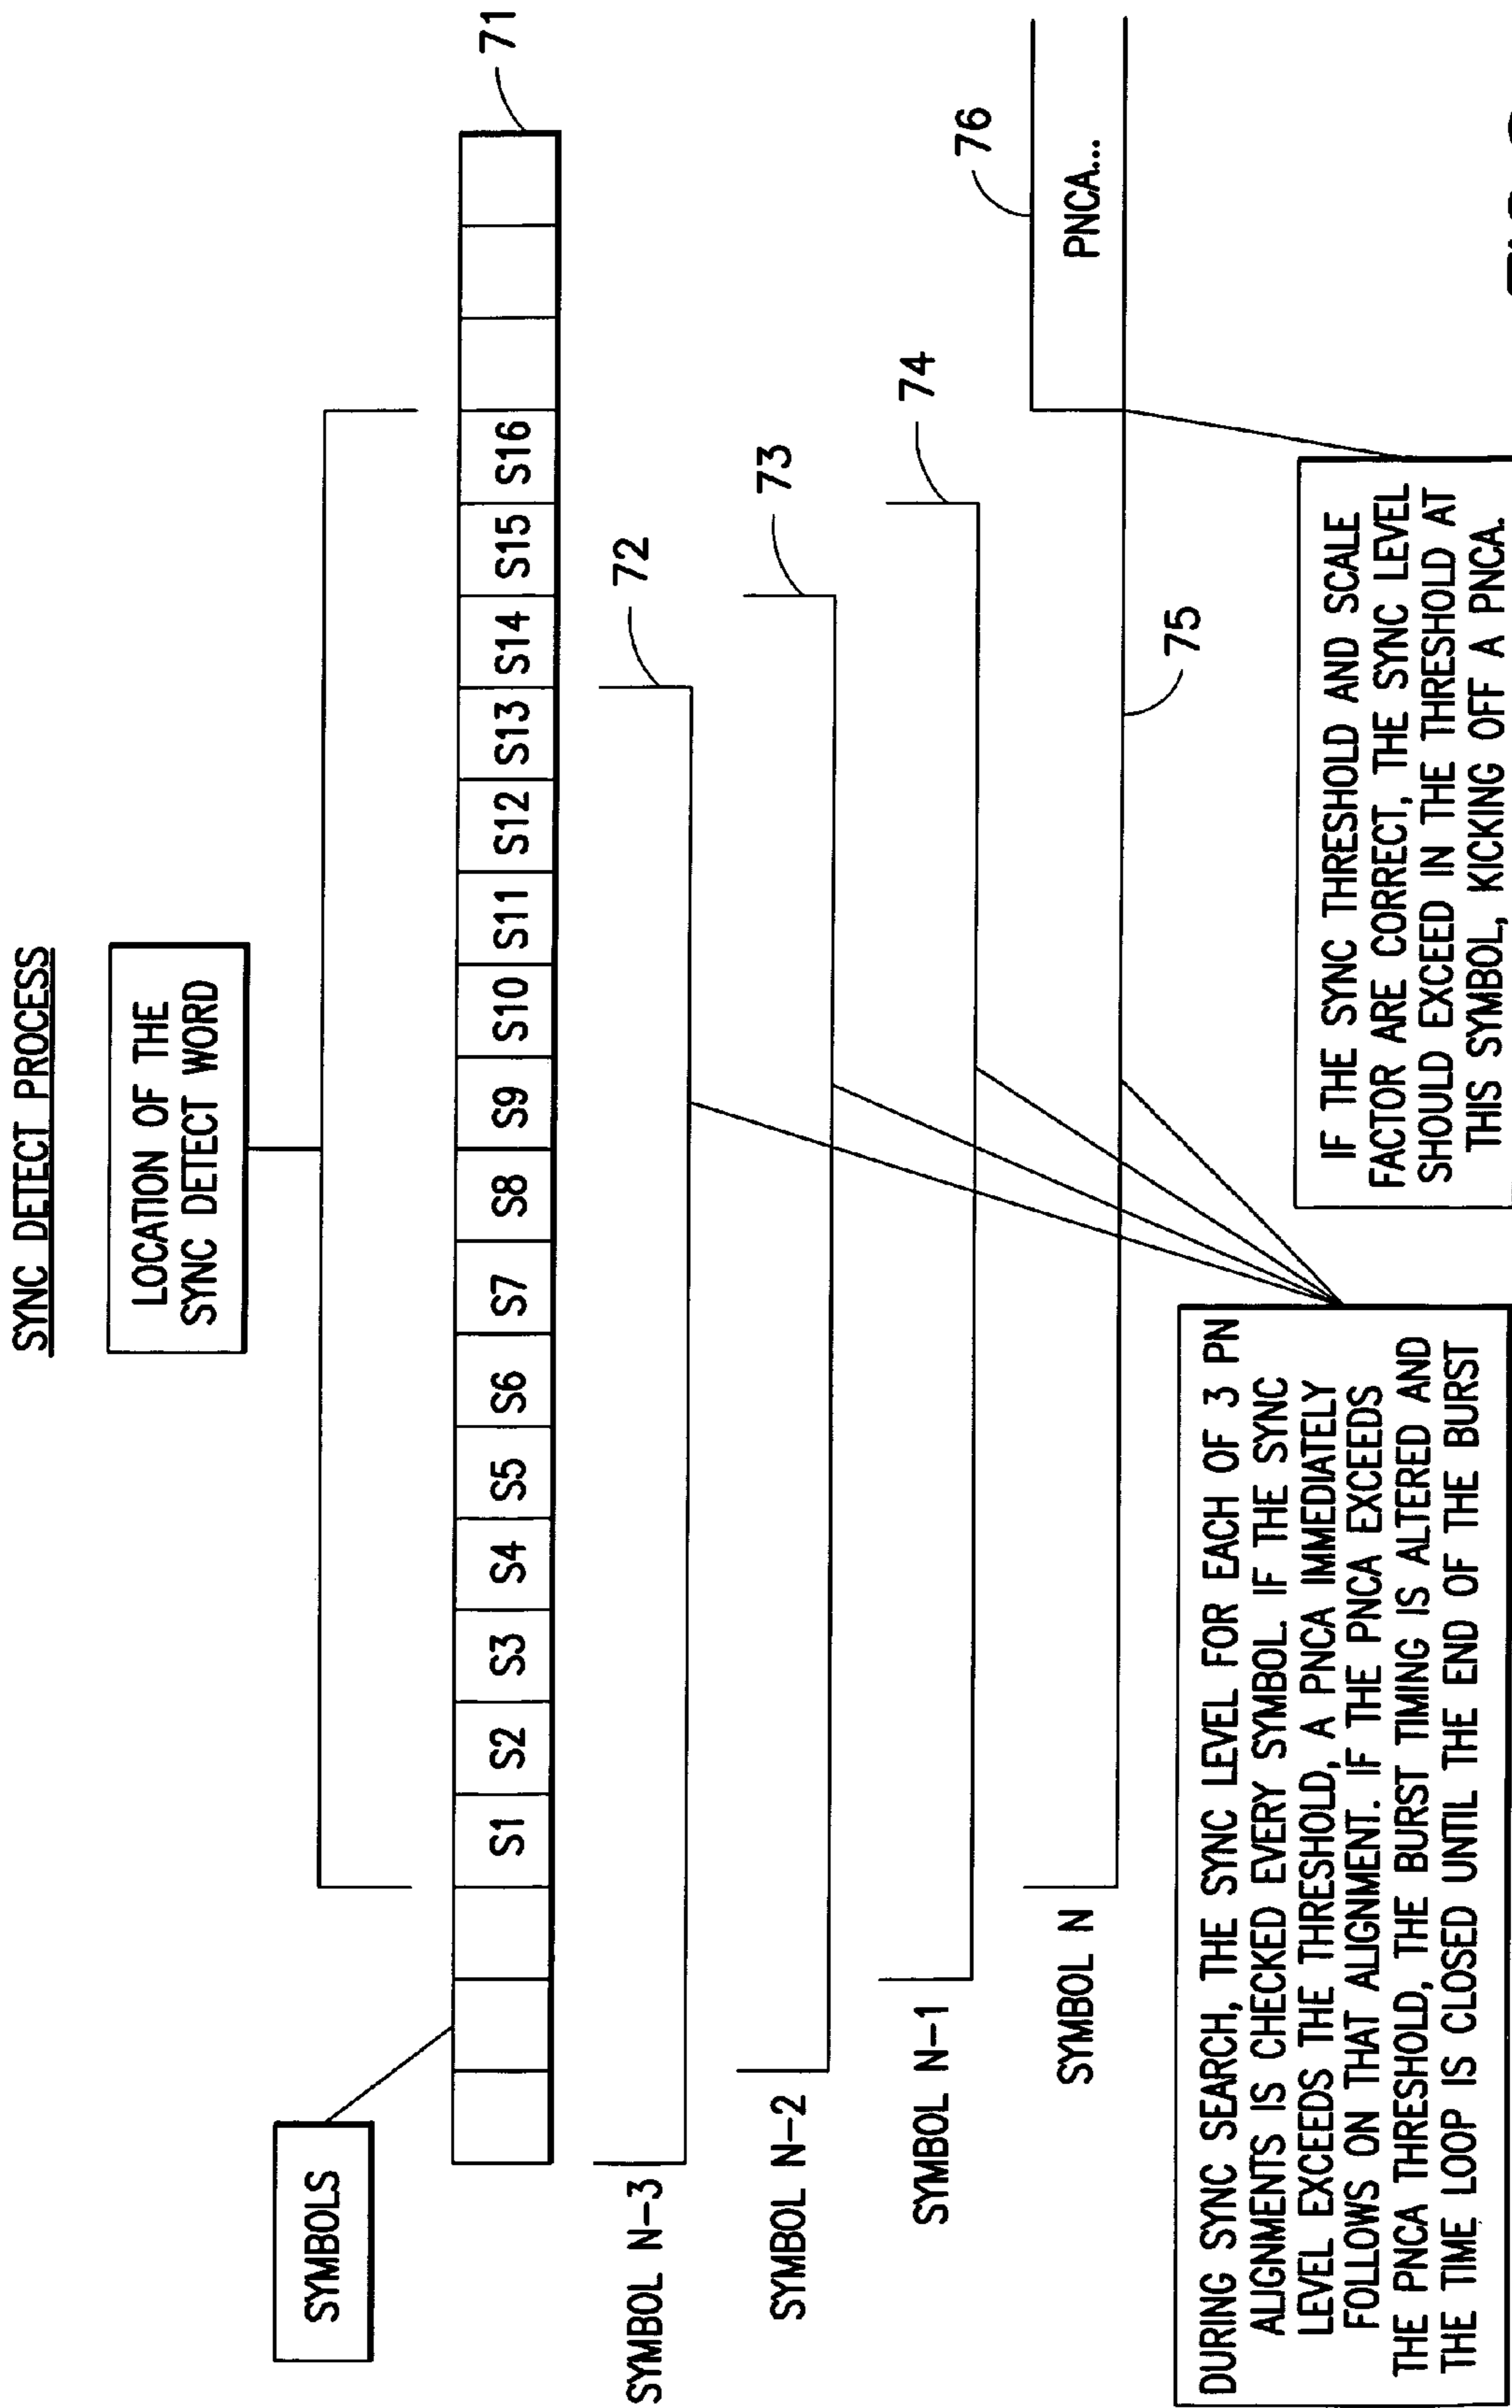 SYNC DETECT PROCESS
LOCATION OF THE
SYNC DETECT WORD
SYMBOLS
S1 S2 S3 S4 S5 S6 S7 S8 S9 S10 S11 S12 S13 S14 S15 S16
71
SYMBOL N-3
72
SYMBOL N-2
73
SYMBOL N-1
74
SYMBOL N
75
PNCA...
76
DURING SYNC SEARCH, THE SYNC LEVEL FOR EACH OF 3 PN
ALIGNMENTS IS CHECKED EVERY SYMBOL. IF THE SYNC
LEVEL EXCEEDS THE THRESHOLD, A PNCA IMMEDIATELY
FOLLOWS ON THAT ALIGNMENT. IF THE PNCA EXCEEDS
THE PNCA THRESHOLD, THE BURST TIMING IS ALTERED AND
THE TIME LOOP IS CLOSED UNTIL THE END OF THE BURST
IF THE SYNC THRESHOLD AND SCALE
FACTOR ARE CORRECT, THE SYNC LEVEL
SHOULD EXCEED IN THE THRESHOLD AT
THIS SYMBOL, KICKING OFF A PNCA.